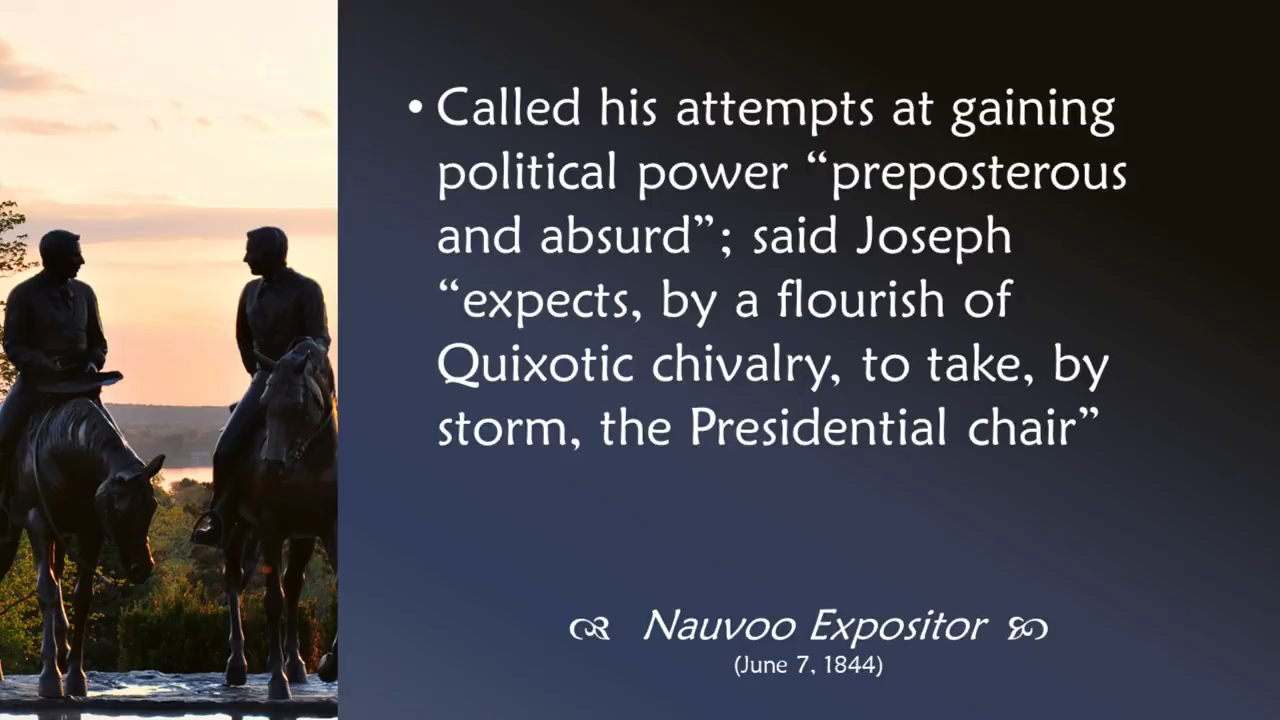 • Called his attempts at gaining
political power “preposterous
and absurd”; said Joseph
“expects, by a flourish of
Quixotic chivalry, to take, by
storm, the Presidential chair”
Nauvoo Expositor
(June 7, 1844)